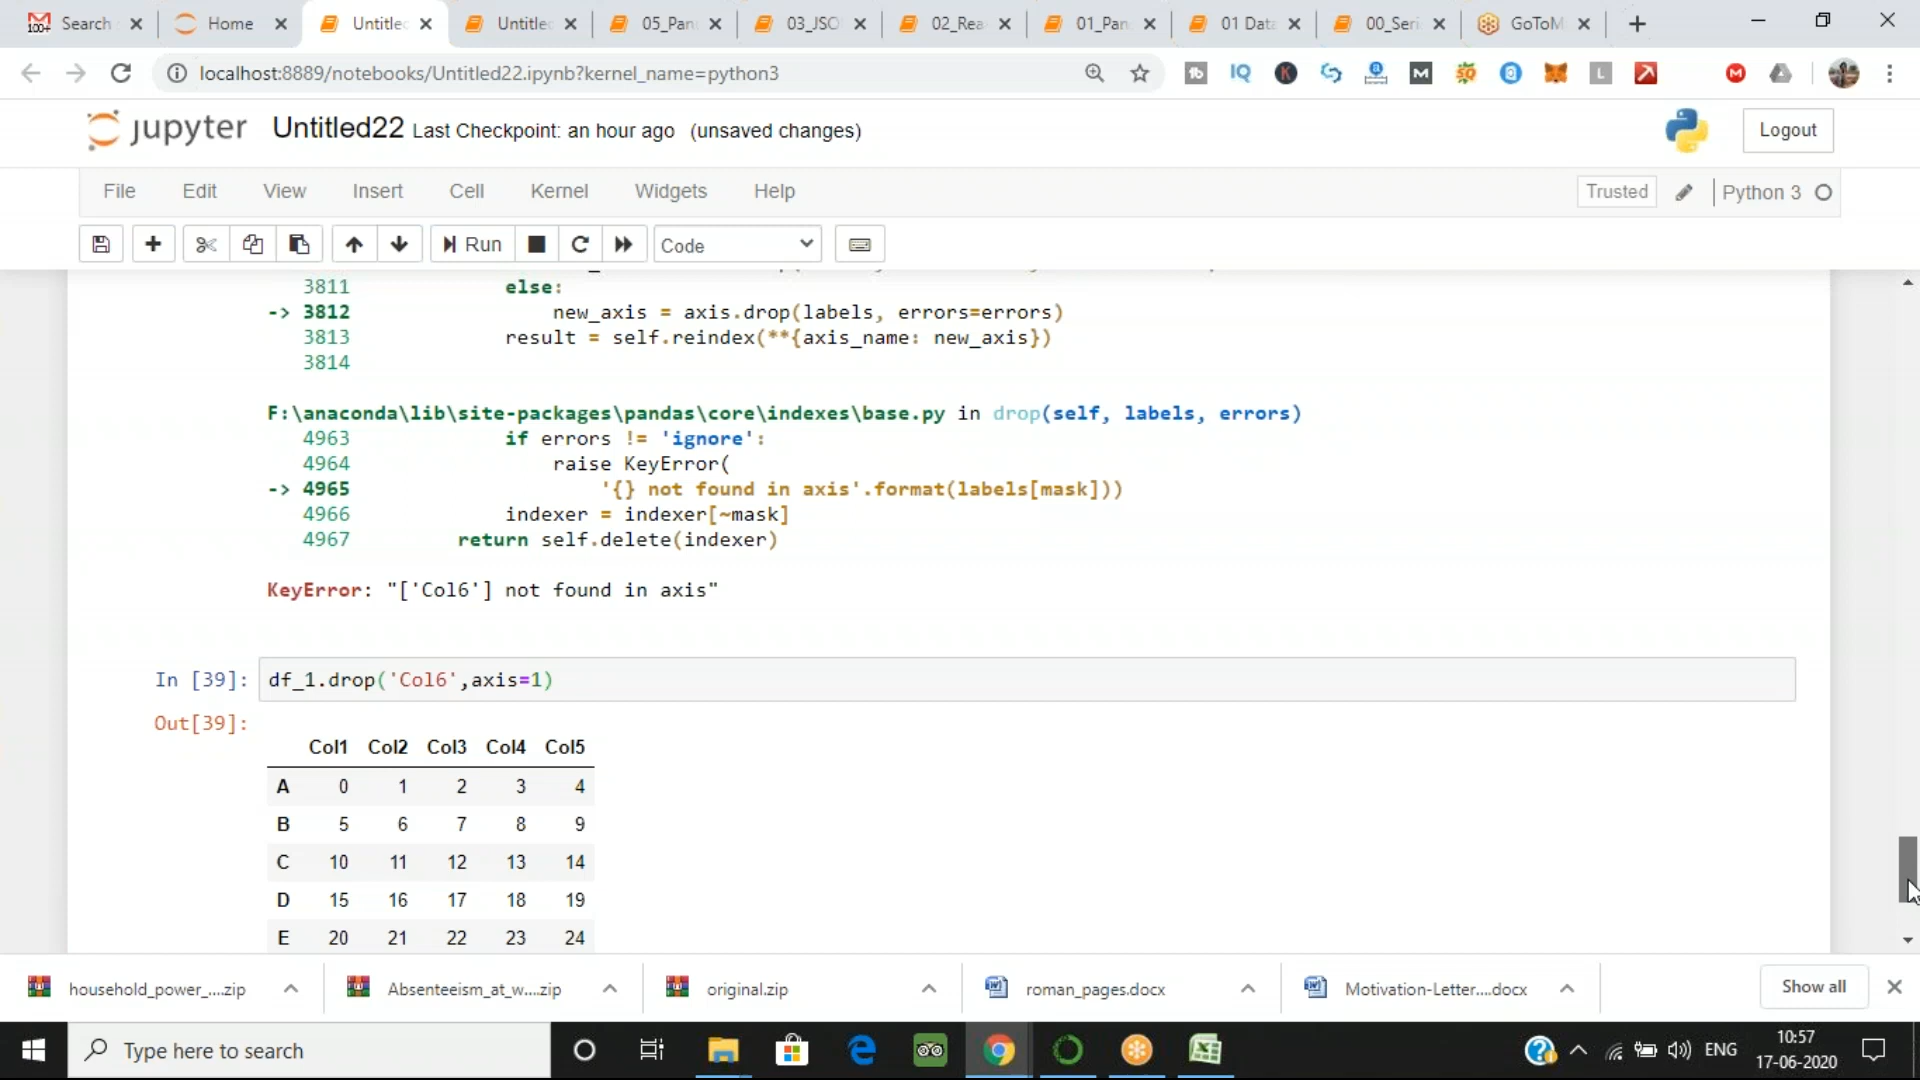 Search
Home
Untitled
Untitle
05_Pan
03_JSO
02_Rea
01_Pan
01 Data
00_Seri
GoToM
localhost:8889/notebooks/Untitled22.ipynb?kernel_name=python3
jupyter Untitled22 Last Checkpoint: an hour ago (unsaved changes)
Logout
File Edit View Insert Cell Kernel Widgets Help
Trusted Python 3
Run Code
3811 else:
-> 3812 new_axis = axis.drop(labels, errors=errors)
3813 result = self.reindex(**{axis_name: new_axis})
3814
F:\anaconda\lib\site-packages\pandas\core\indexes\base.py in drop(self, labels, errors)
4963 if errors != 'ignore':
4964 raise KeyError(
-> 4965 '{} not found in axis'.format(labels[mask]))
4966 indexer = indexer[~mask]
4967 return self.delete(indexer)
KeyError: "['Col6'] not found in axis"
In [39]: df_1.drop('Col6',axis=1)
Out[39]:
Col1 Col2 Col3 Col4 Col5
A 0 1 2 3 4
B 5 6 7 8 9
C 10 11 12 13 14
D 15 16 17 18 19
E 20 21 22 23 24
household_power_....zip
Absenteeism_at_w....zip
original.zip
roman_pages.docx
Motivation-Letter....docx
Show all
Type here to search
ENG
10:57
17-06-2020